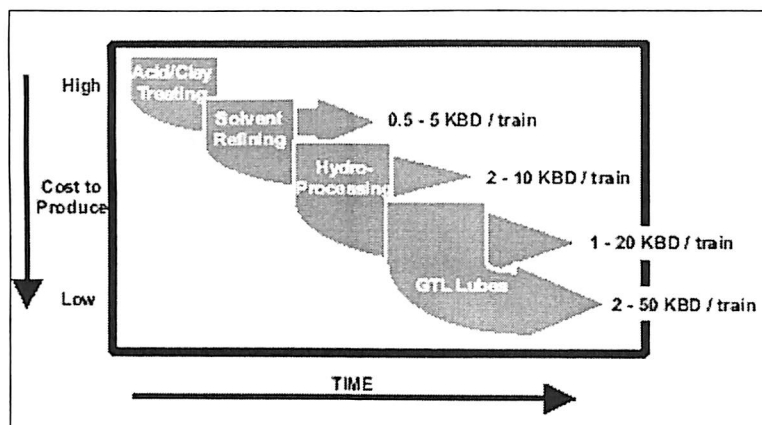 High
Acid/Clay
Treating
Solvent
Refining
0.5 - 5 KBD / train
Hydro-
Processing
2 - 10 KBD / train
Cost to
Produce
1 - 20 KBD / train
GTL Lubes
Low
2 - 50 KBD / train
TIME